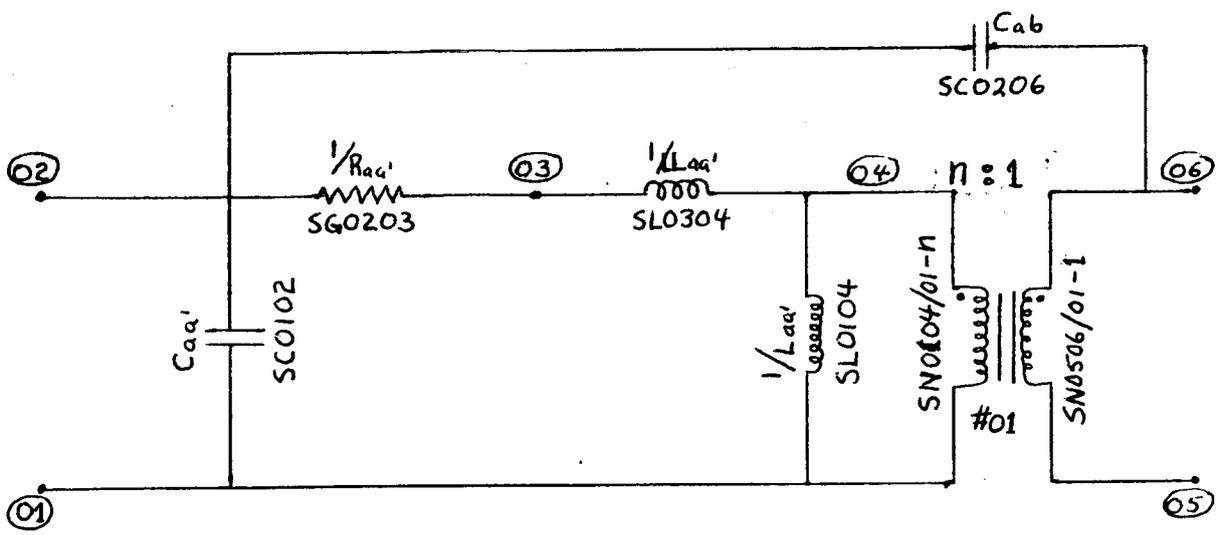 Cab
SC0206
02
1/Raa'
03
1/lLaa'
04
n : 1
06
SG0203
SL0304
Caa'
SC0102
1/Laa'
SL0104
SN0104/01-n
SN0506/01-1
#01
01
05